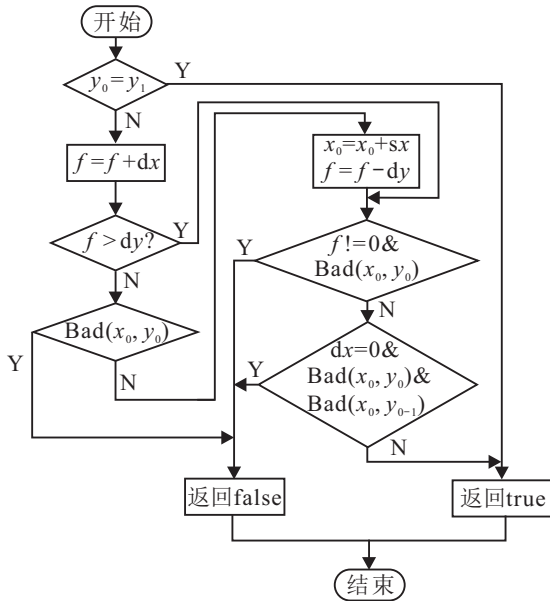 开始
y₀=y₁
Y
N
f=f+dx
f>dy?
Y
N
Bad(x₀, y₀)
Y
N
x₀=x₀+sx
f=f-dy
f!=0&
Bad(x₀, y₀)
Y
N
dx=0&
Bad(x₀, y₀)&
Bad(x₀, y₀₋₁)
Y
N
返回false
返回true
结束